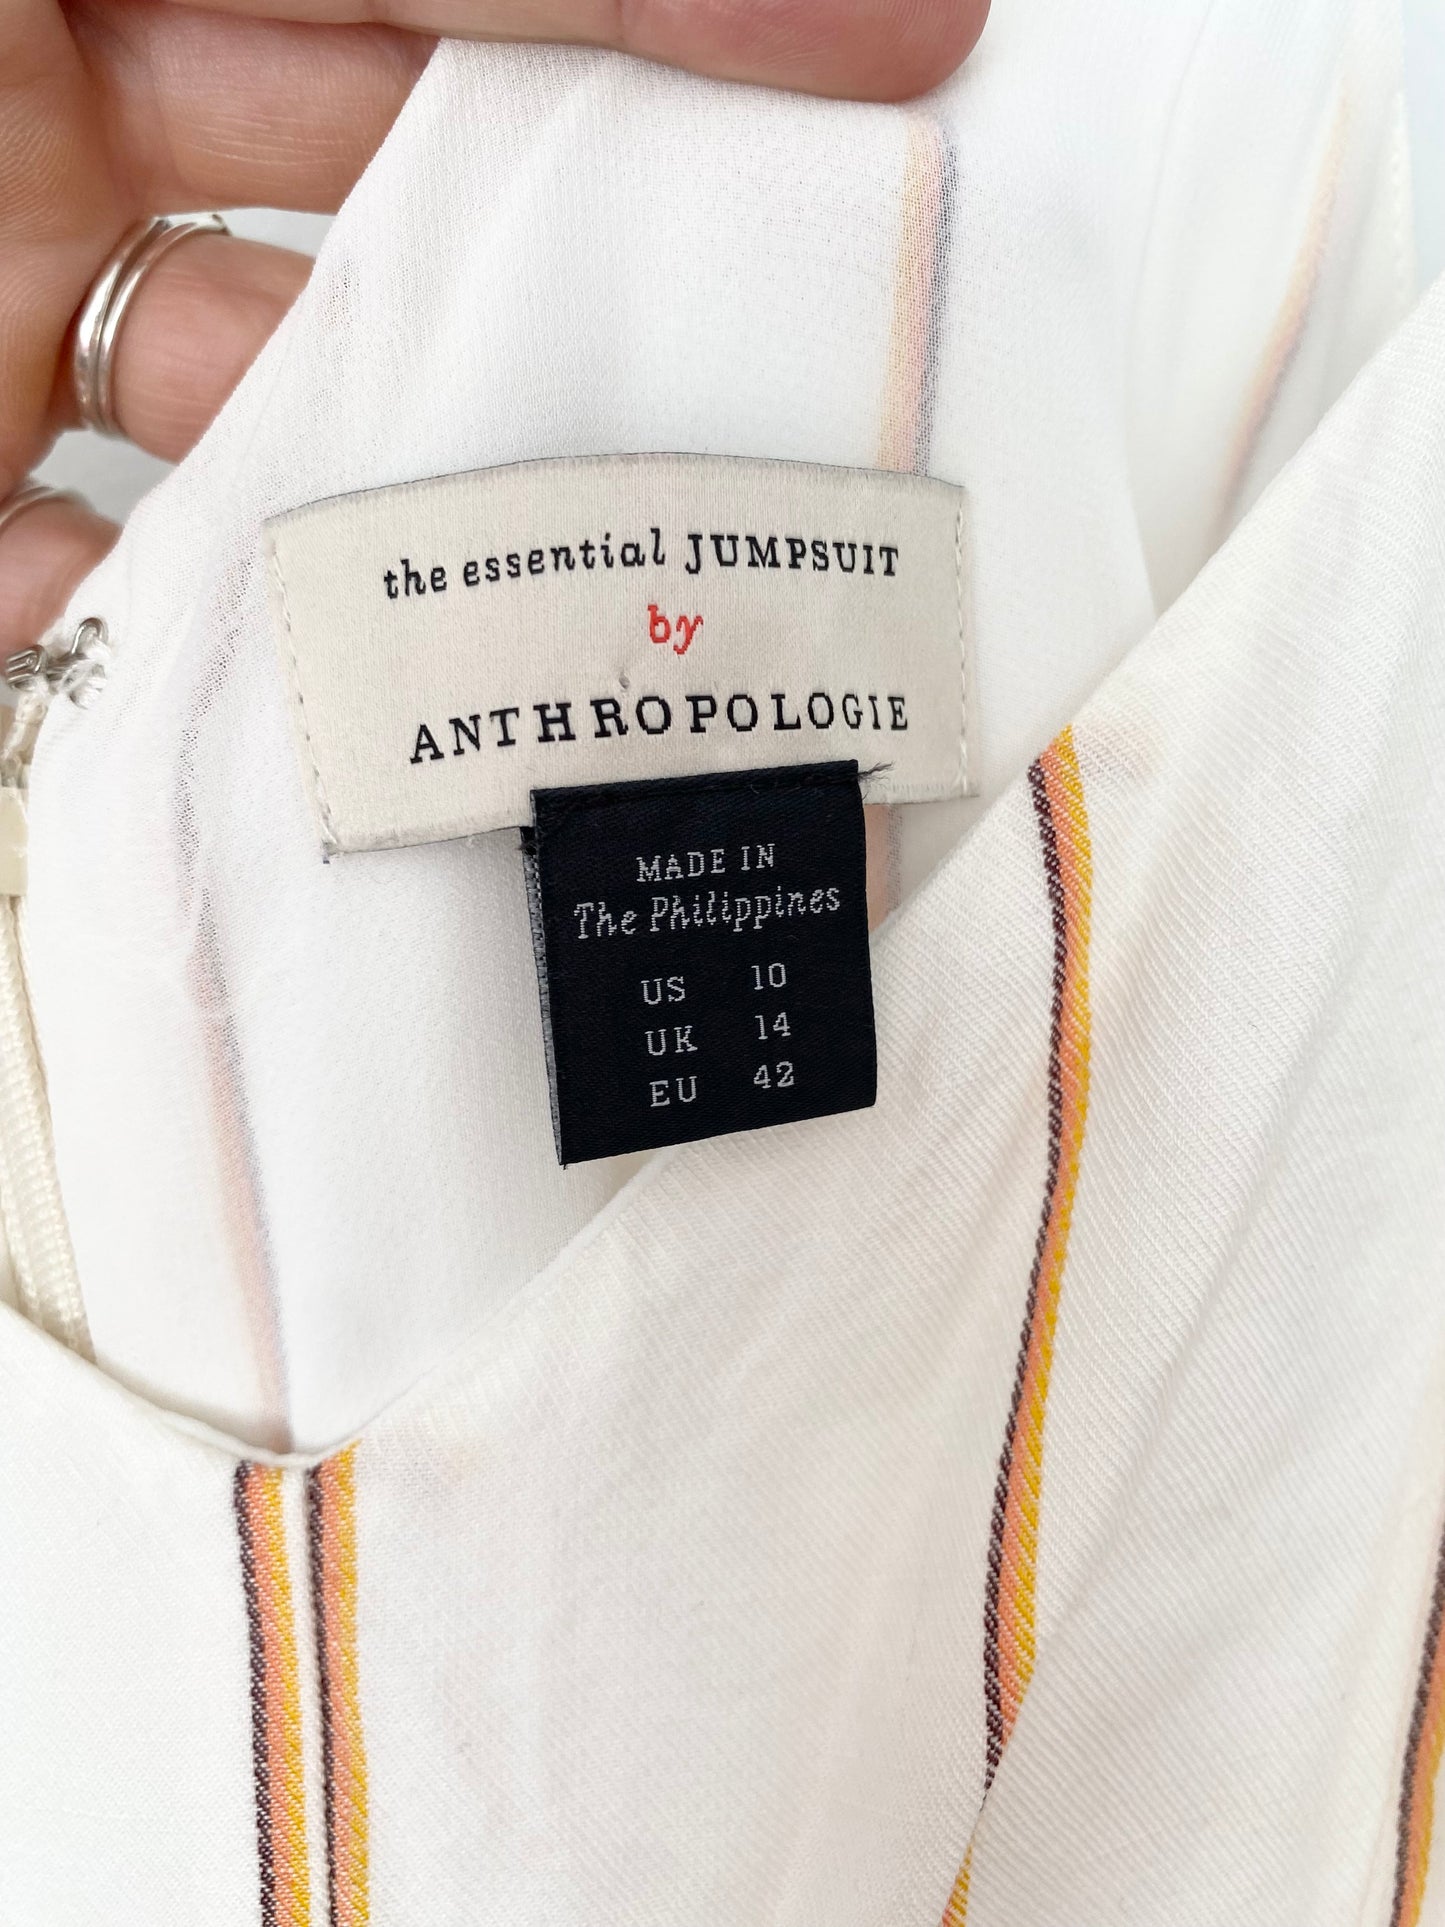 the essential JUMPSUIT
by
ANTHROPOLOGIE
MADE IN
The Philippines
US 10
UK 14
EU 42